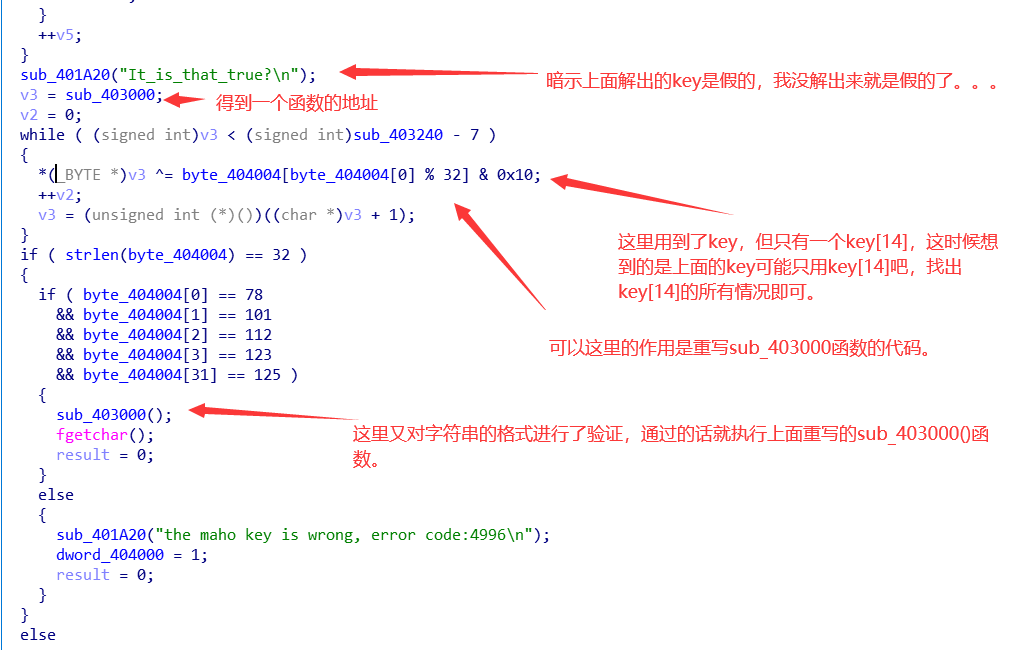 }
++v5;
}
sub_401A20("It_is_that_true?\n");
暗示上面解出的key是假的，我没解出来就是假的了。。。
v3 = sub_403000;
得到一个函数的地址
v2 = 0;
while ( (signed int)v3 < (signed int)sub_403240 - 7 )
{
*(_BYTE *)v3 ^= byte_404004[byte_404004[0] % 32] & 0x10;
++v2;
v3 = (unsigned int (*)())((char *)v3 + 1);
}
这里用到了key，但只有一个key[14]，这时候想
到的是上面的key可能只用key[14]吧，找出
key[14]的所有情况即可。
可以这里的作用是重写sub_403000函数的代码。
if ( strlen(byte_404004) == 32 )
{
if ( byte_404004[0] == 78
&& byte_404004[1] == 101
&& byte_404004[2] == 112
&& byte_404004[3] == 123
&& byte_404004[31] == 125 )
{
sub_403000();
fgetchar();
result = 0;
这里又对字符串的格式进行了验证，通过的话就执行上面重写的sub_403000()函
数。
}
else
{
sub_401A20("the maho key is wrong, error code:4996\n");
dword_404000 = 1;
result = 0;
}
}
else